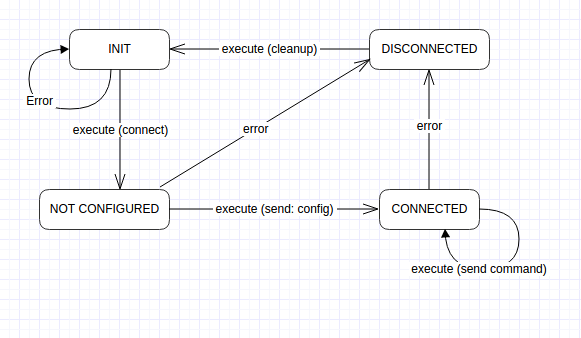 INIT
execute (cleanup)
DISCONNECTED
Error
execute (connect)
error
error
NOT CONFIGURED
execute (send: config)
CONNECTED
execute (send command)